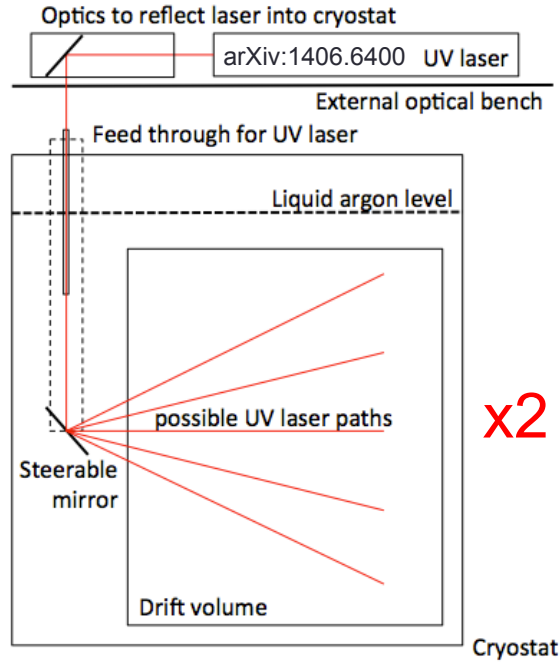 Optics to reflect laser into cryostat
arXiv:1406.6400 UV laser
External optical bench
Feed through for UV laser
Liquid argon level
possible UV laser paths
x2
Steerable
mirror
Drift volume
Cryostat